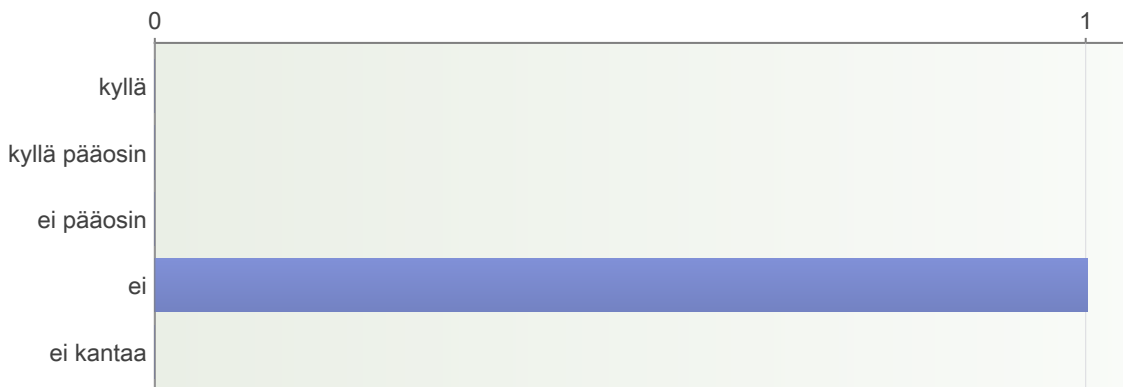 0 1
kyllä
kyllä pääosin
ei pääosin
ei
ei kantaa